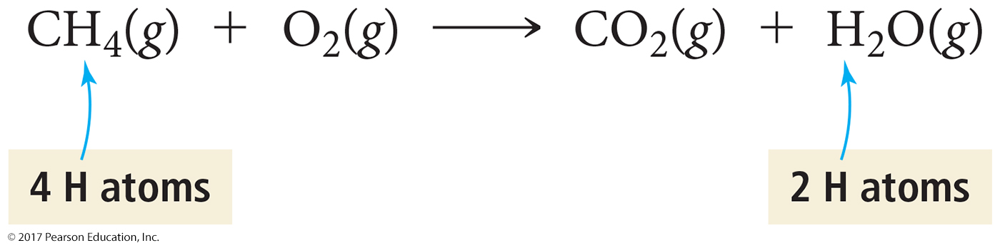 CH₄(g) + O₂(g) ⟶ CO₂(g) + H₂O(g)
4 H atoms 2 H atoms
© 2017 Pearson Education, Inc.